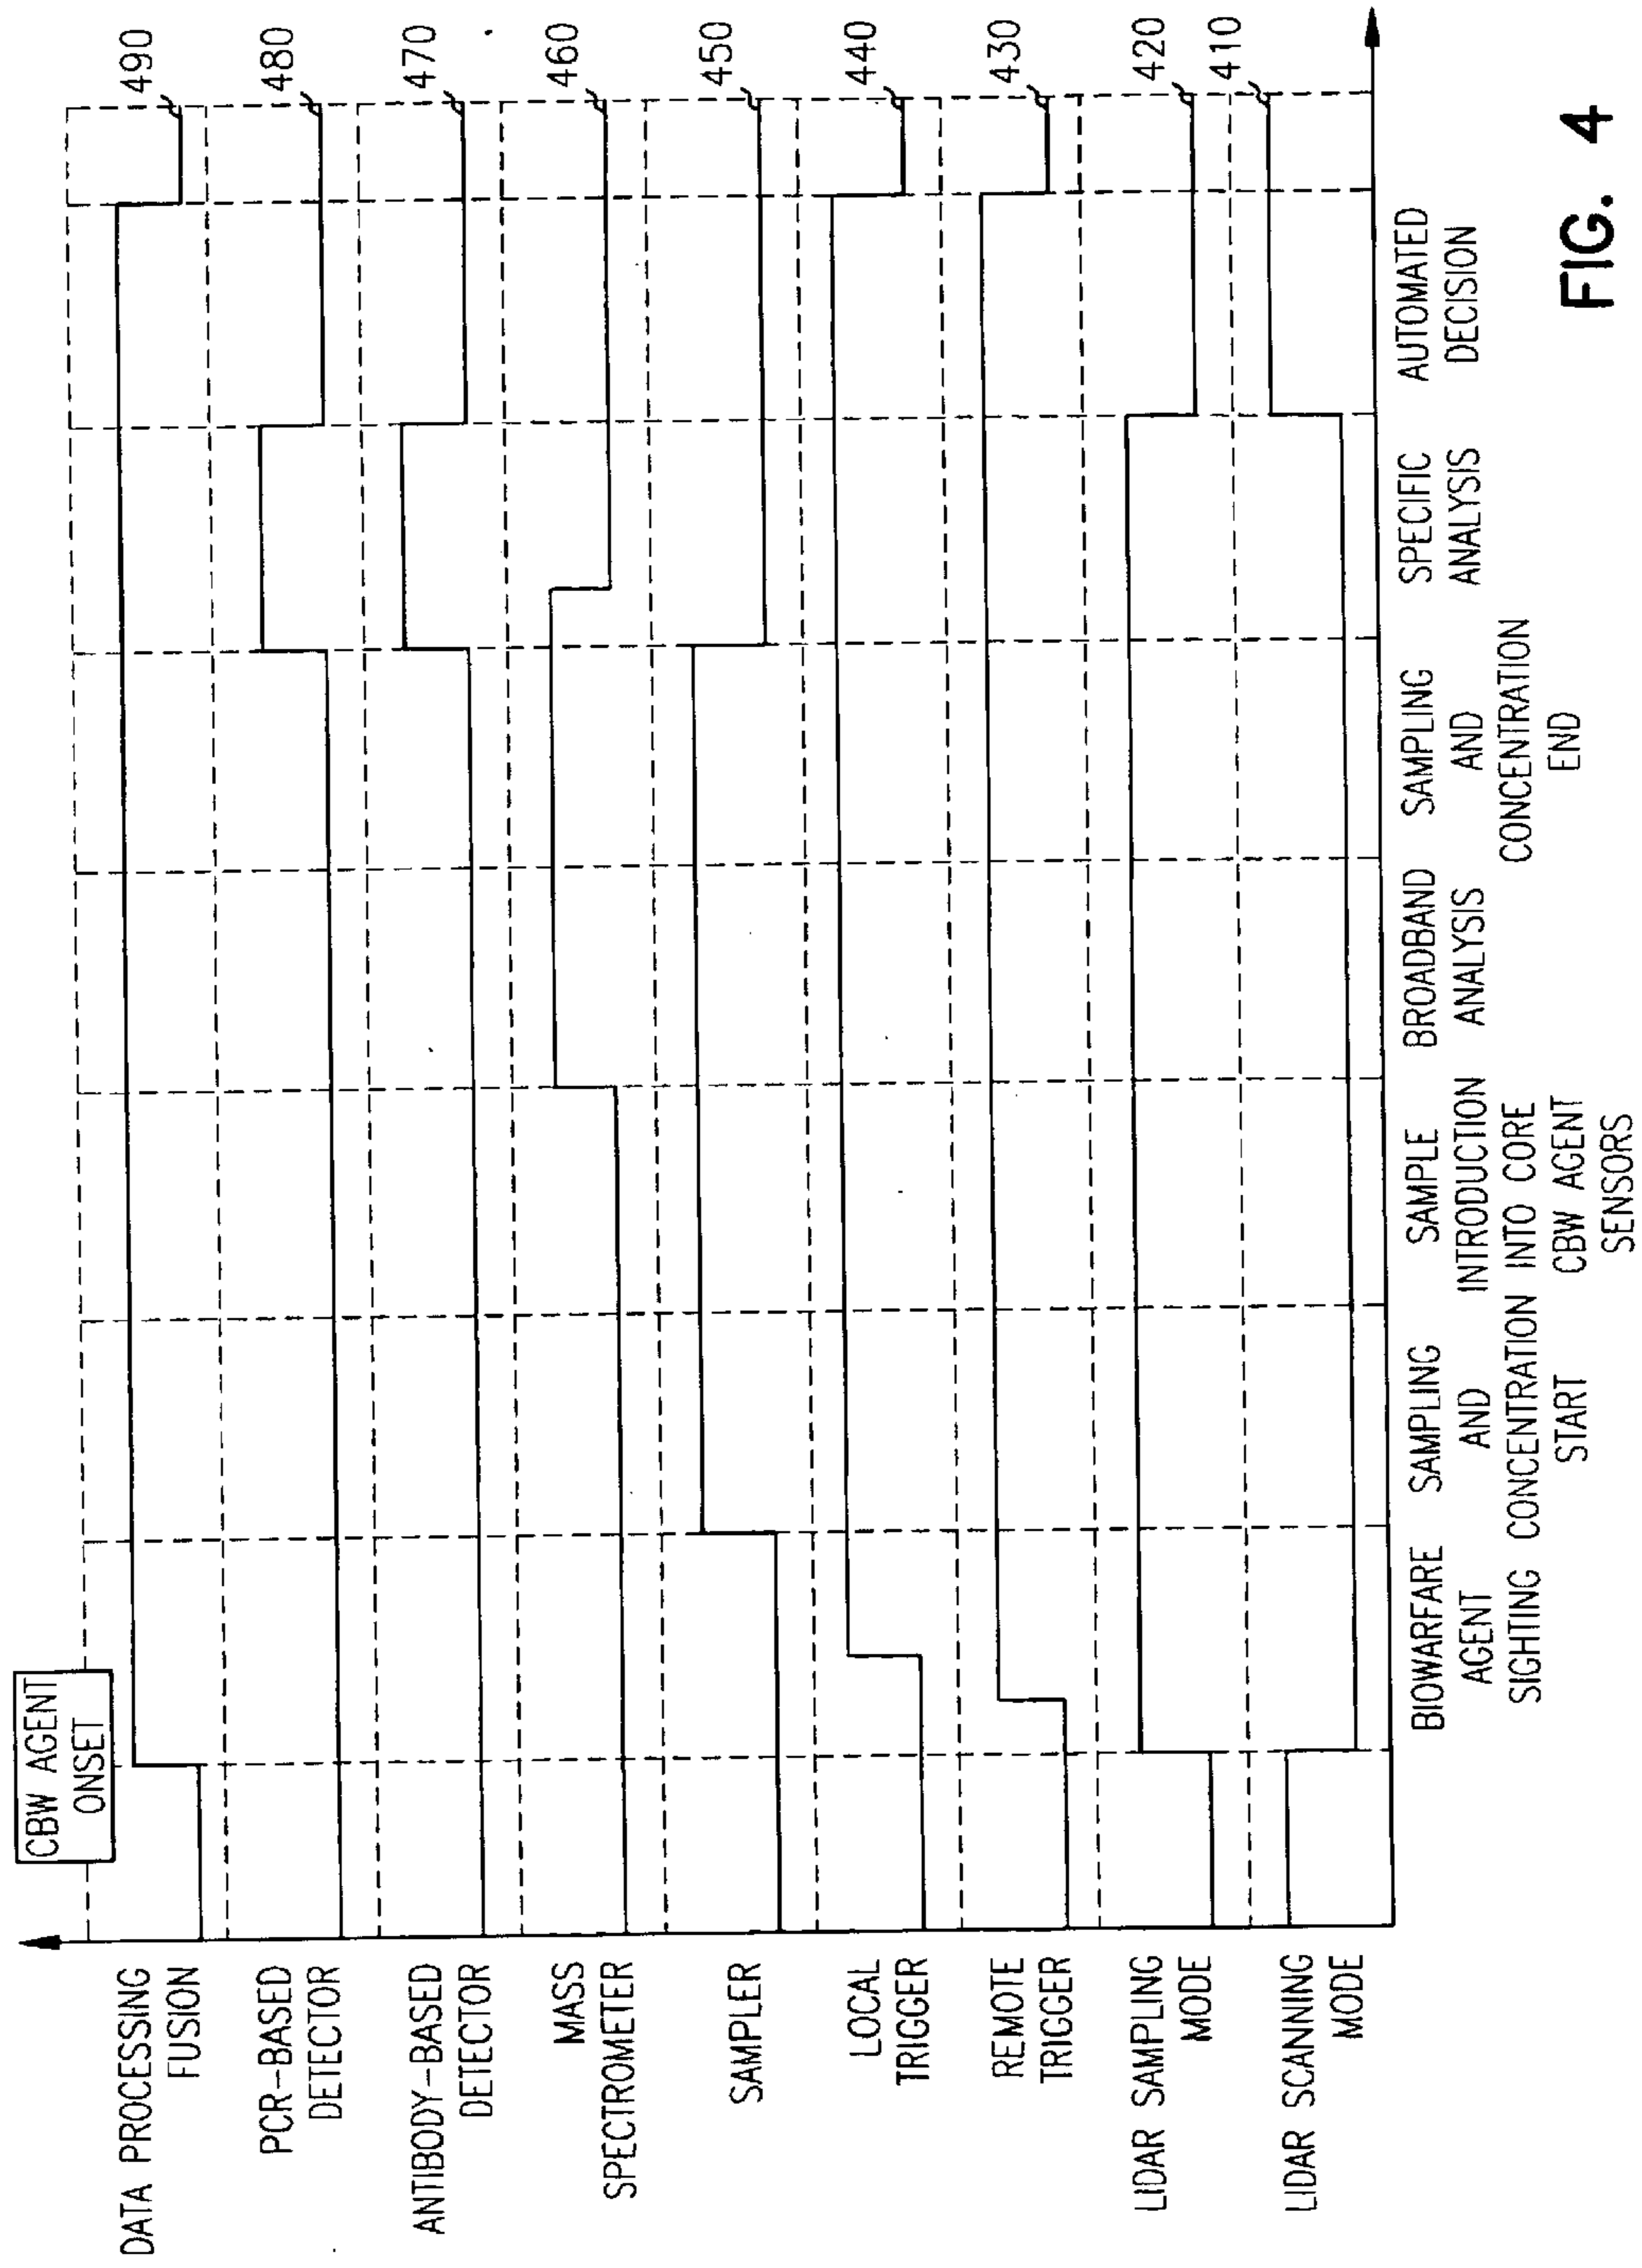 CBW AGENT
ONSET
DATA PROCESSING
FUSION
490
PCR-BASED
DETECTOR
480
ANTIBODY-BASED
DETECTOR
470
MASS
SPECTROMETER
460
SAMPLER
450
LOCAL
TRIGGER
440
REMOTE
TRIGGER
430
LIDAR SAMPLING
MODE
420
LIDAR SCANNING
MODE
410
BIOWARFARE
AGENT
SIGHTING
SAMPLING
AND
CONCENTRATION
START
SAMPLE
INTRODUCTION
INTO CORE
CBW AGENT
SENSORS
BROADBAND
ANALYSIS
SAMPLING
AND
CONCENTRATION
END
SPECIFIC
ANALYSIS
AUTOMATED
DECISION
FIG. 4